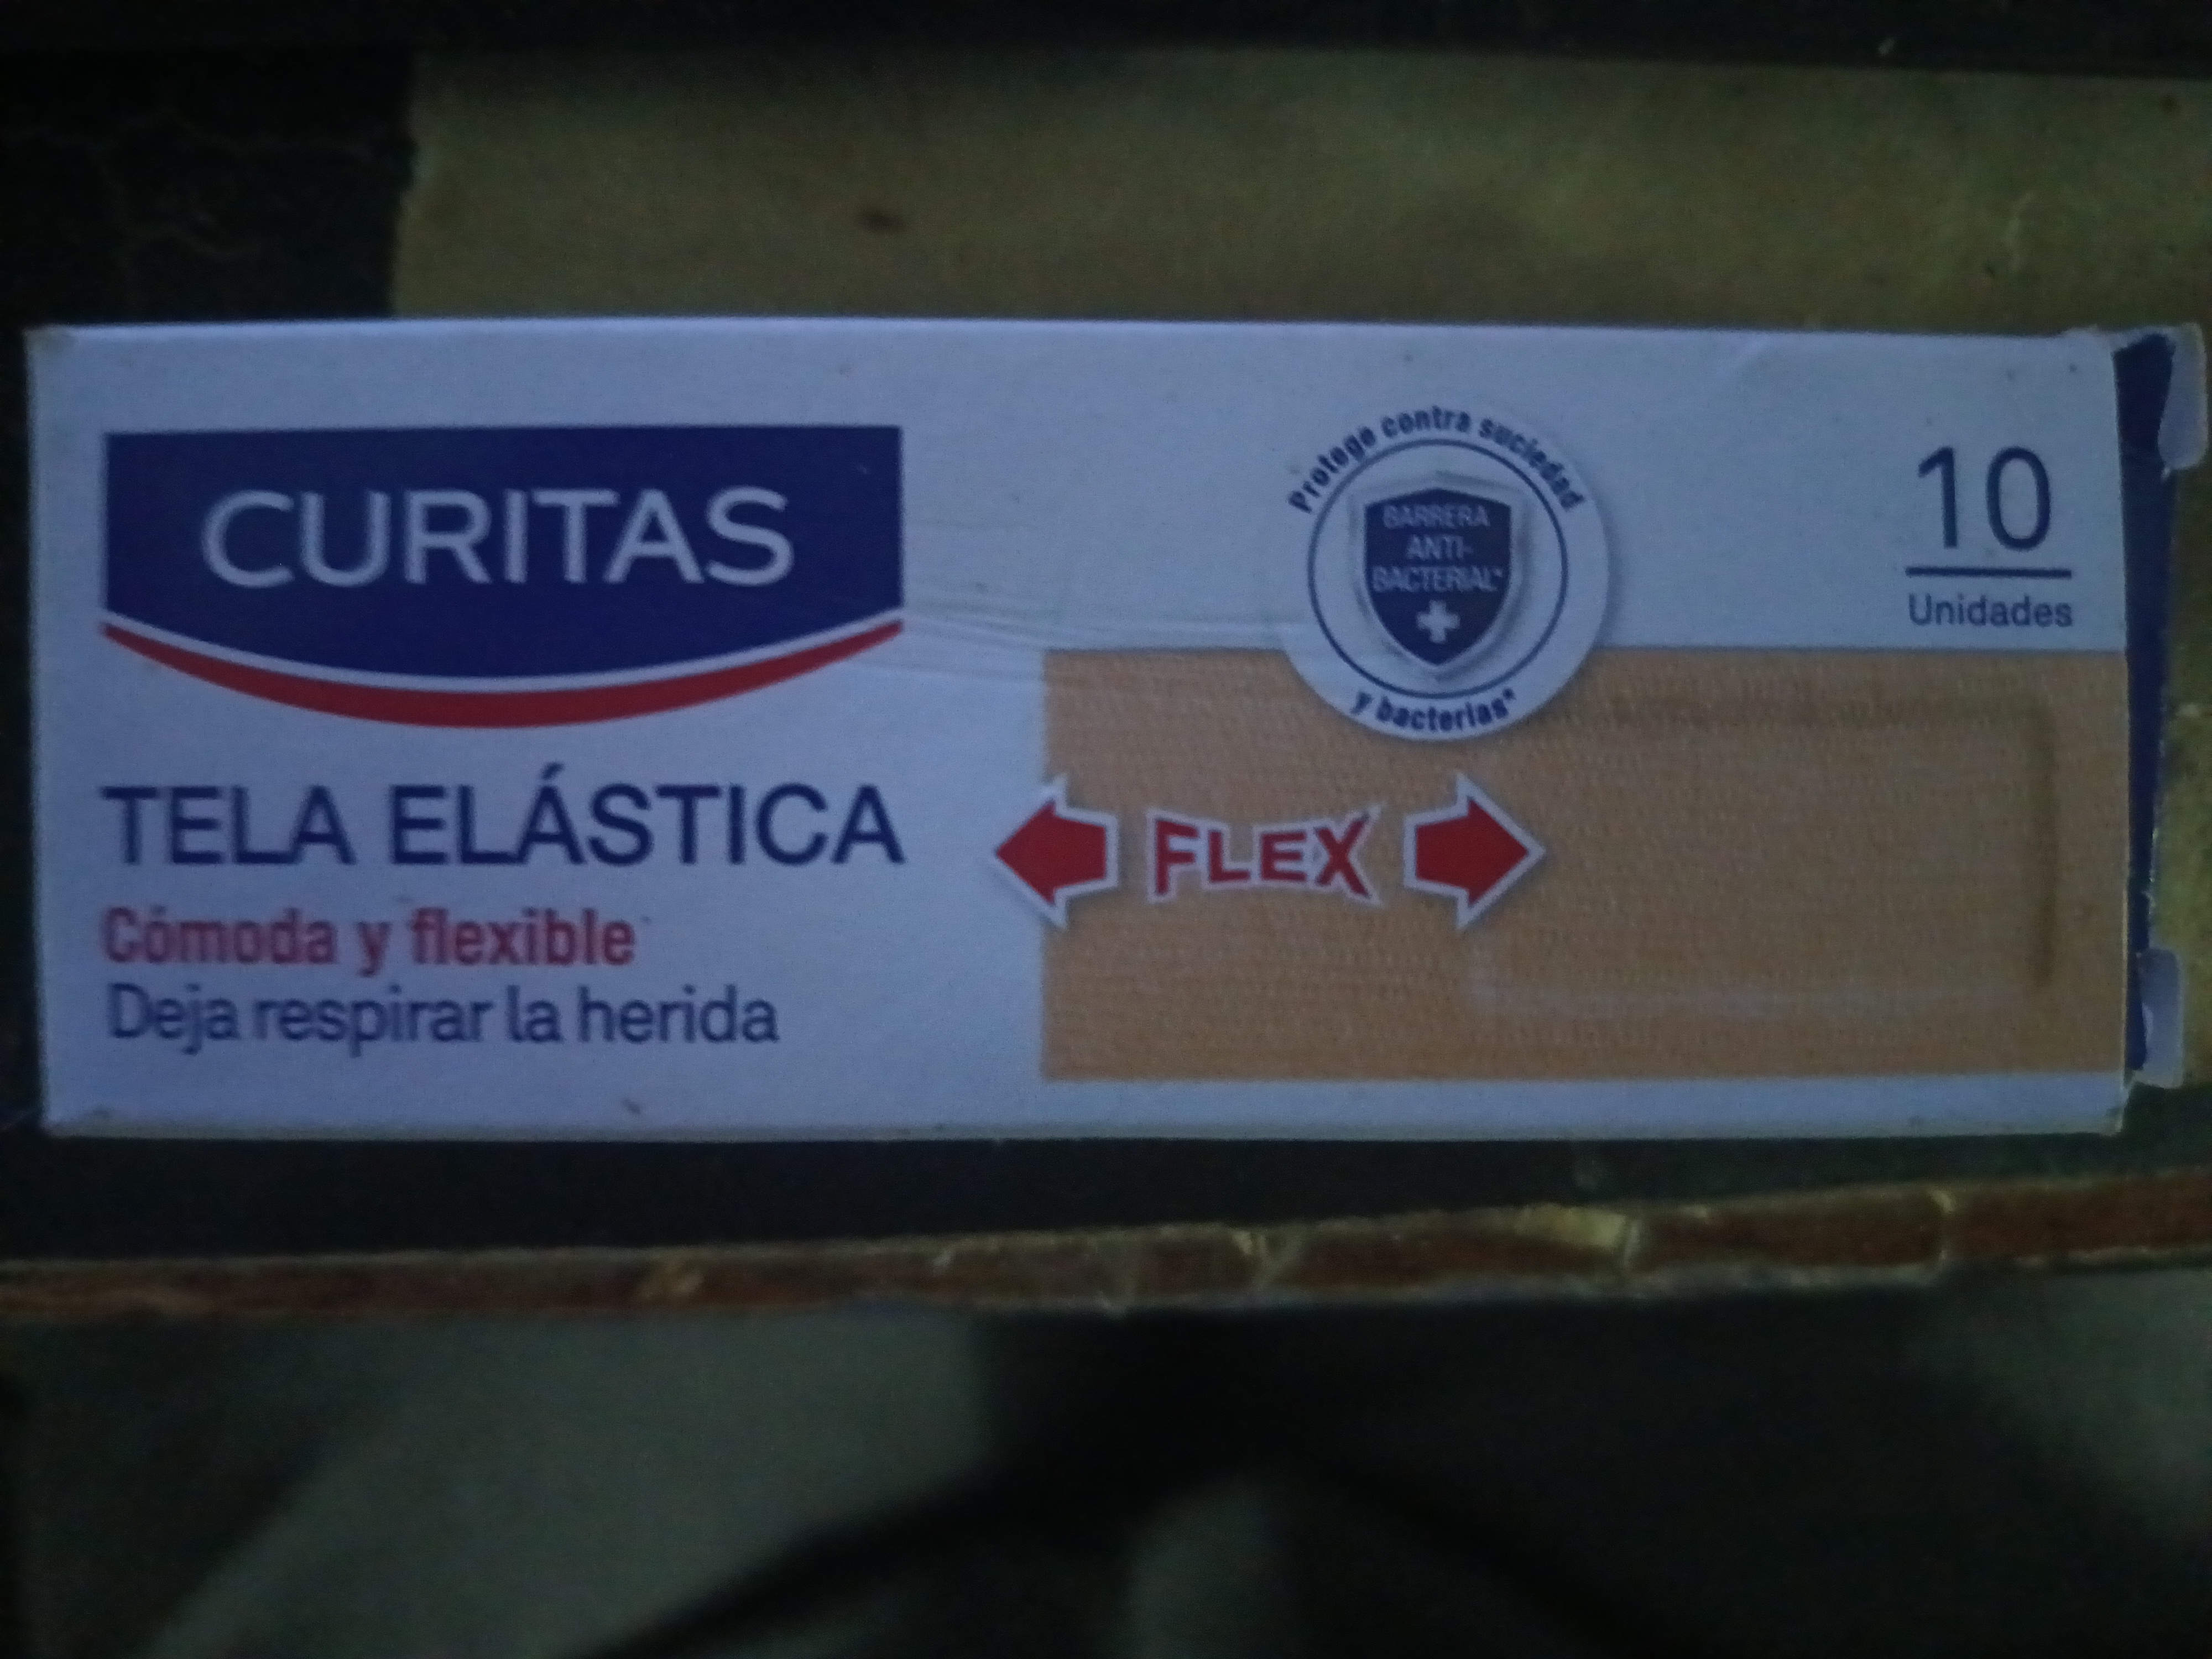 CURITAS
TELA ELÁSTICA
Cómoda y flexible
Deja respirar la herida
FLEX
Protege contra suciedad
BARRERA
ANTI-
BACTERIAL*
y bacterias*
10
Unidades